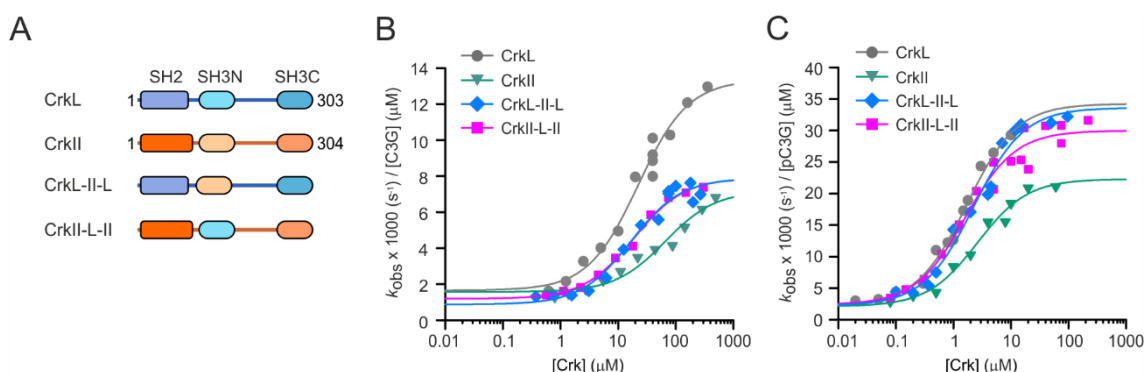 A
SH2 SH3N SH3C
CrkL 1 303
CrkII 1 304
CrkL-II-L
CrkII-L-II
B
CrkL
CrkII
CrkL-II-L
CrkII-L-II
kobs x 1000 (s⁻¹) / [C3G] (μM)
14
12
10
8
6
4
2
0
0.01 0.1 1 10 100 1000
[Crk] (μM)
C
CrkL
CrkII
CrkL-II-L
CrkII-L-II
kobs x 1000 (s⁻¹) / [pC3G] (μM)
40
35
30
25
20
15
10
5
0
0.01 0.1 1 10 100 1000
[Crk] (μM)